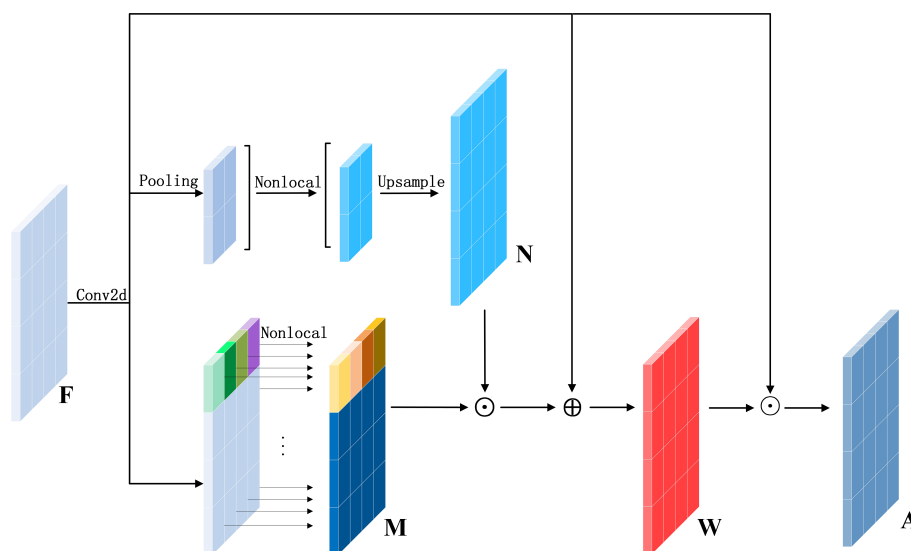 Pooling
Nonlocal
Upsample
N
Conv2d
F
Nonlocal
M
W
A